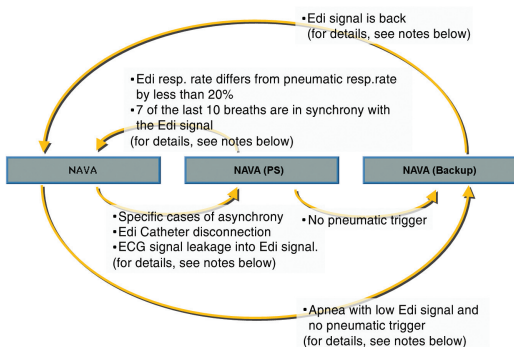 ▪Edi signal is back
(for details, see notes below)
▪Edi resp. rate differs from pneumatic resp.rate
by less than 20%
▪7 of the last 10 breaths are in synchrony with
the Edi signal
(for details, see notes below)
NAVA
NAVA (PS)
NAVA (Backup)
▪Specific cases of asynchrony
▪Edi Catheter disconnection
▪ECG signal leakage into Edi signal.
(for details, see notes below)
▪No pneumatic trigger
▪Apnea with low Edi signal and
no pneumatic trigger
(for details, see notes below)